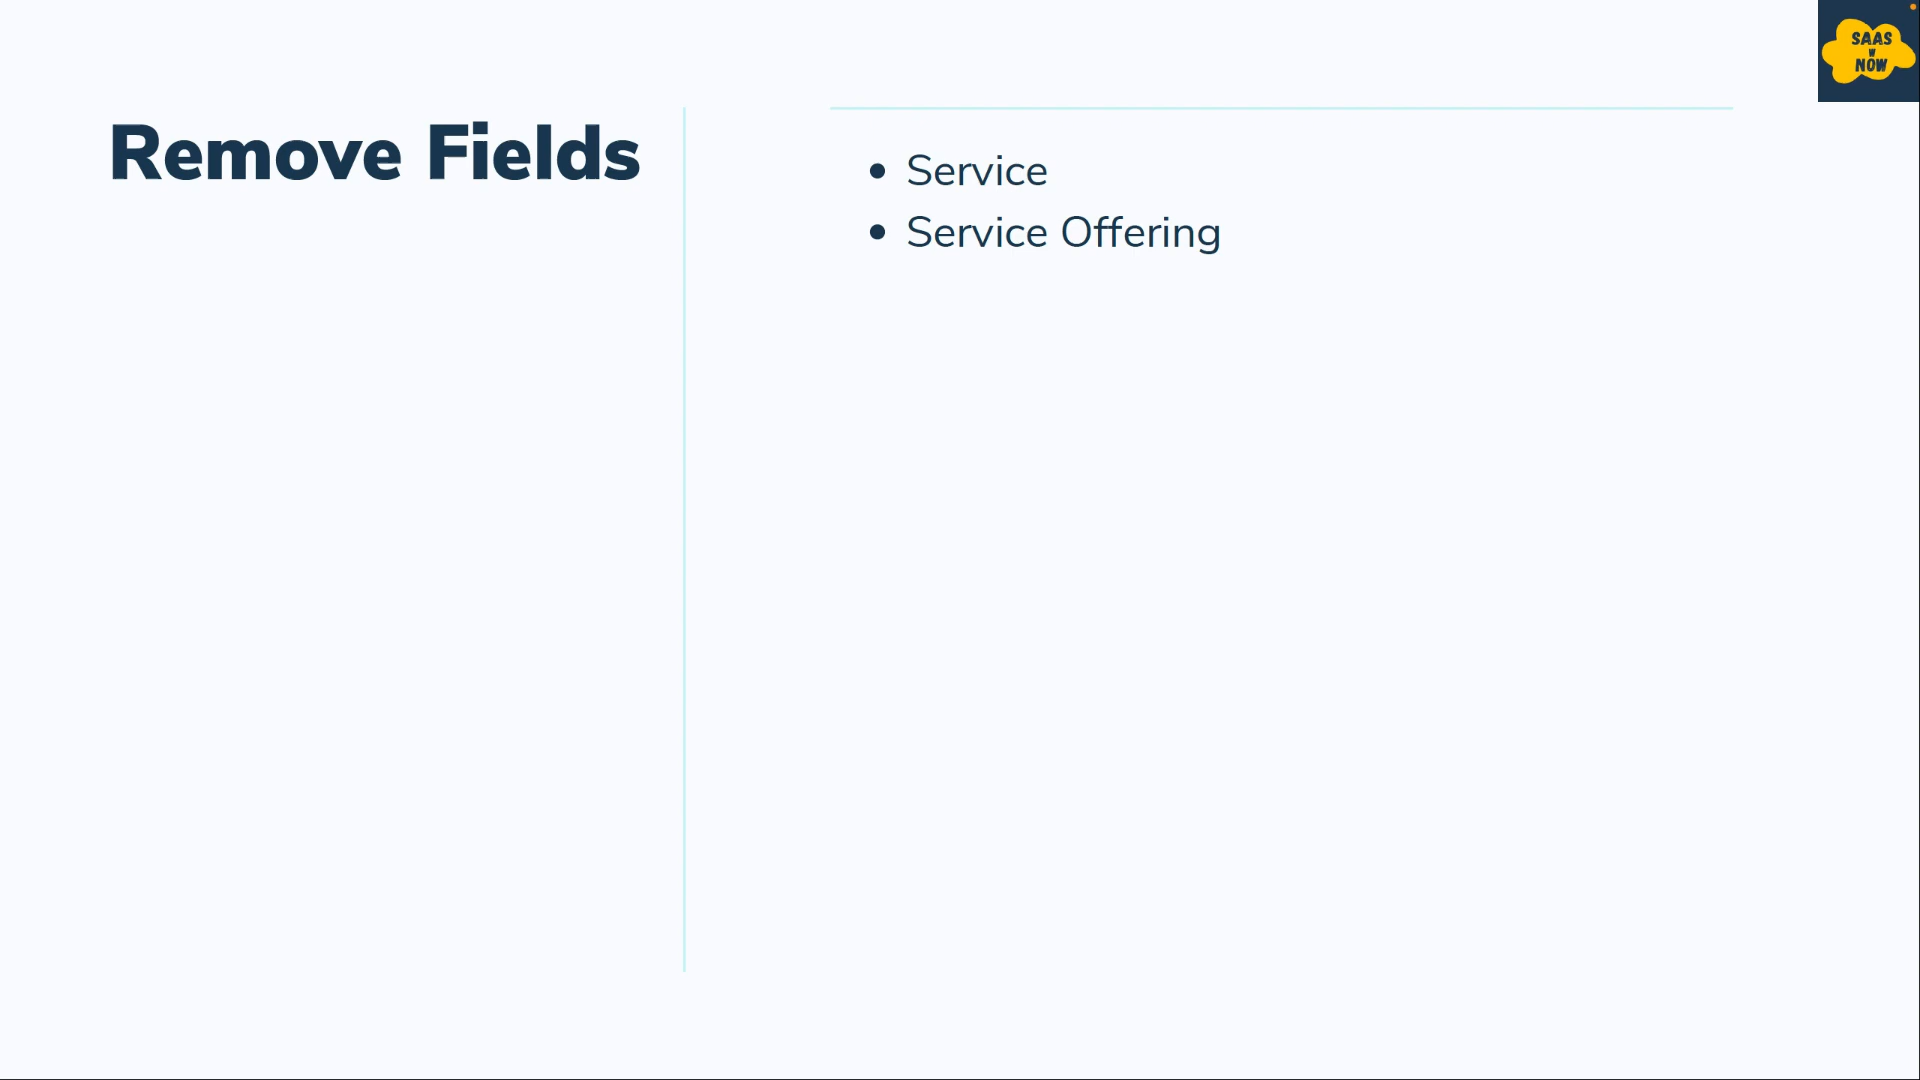 SAAS
W
NOW
Remove Fields
• Service
• Service Offering